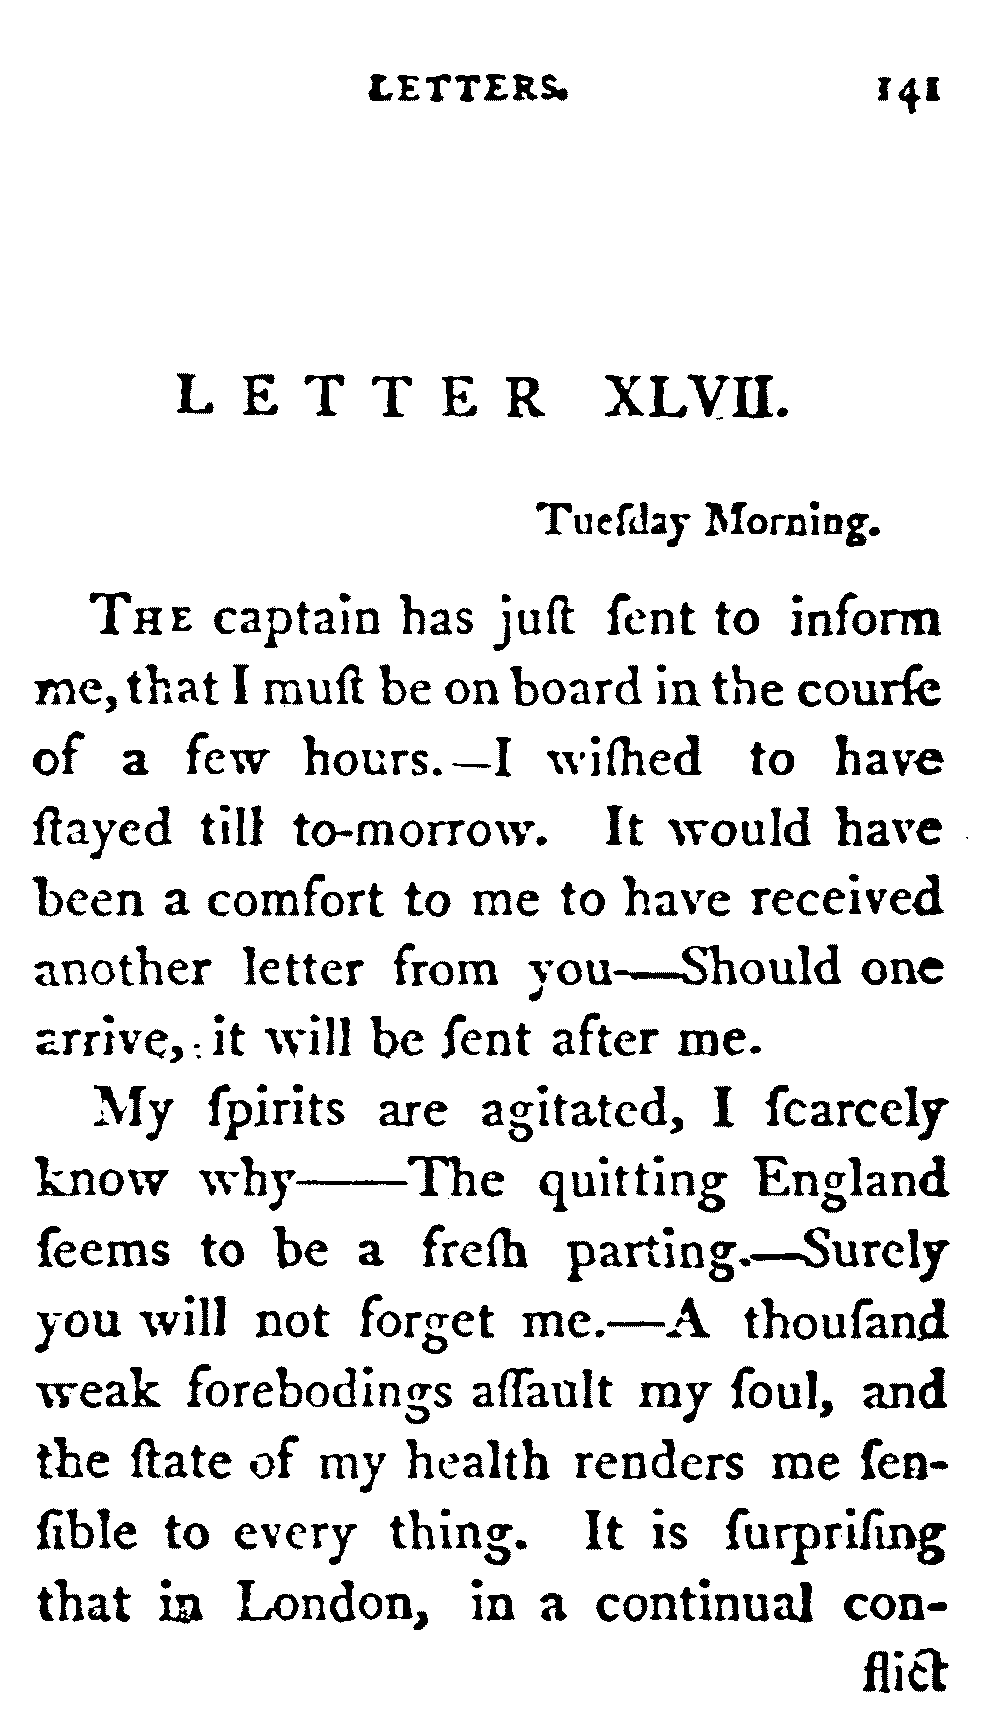 LETTERS. 141
LETTER XLVII.
Tueſday Morning.
THE captain has juſt ſent to inform
me, that I muſt be on board in the courſe
of a few hours.—I wiſhed to have
ſtayed till to-morrow. It would have
been a comfort to me to have received
another letter from you—Should one
arrive, it will be ſent after me.
My ſpirits are agitated, I ſcarcely
know why——The quitting England
ſeems to be a freſh parting.—Surely
you will not forget me.—A thouſand
weak forebodings aſſault my ſoul, and
the ſtate of my health renders me ſen-
ſible to every thing. It is ſurpriſing
that in London, in a continual con-
flict